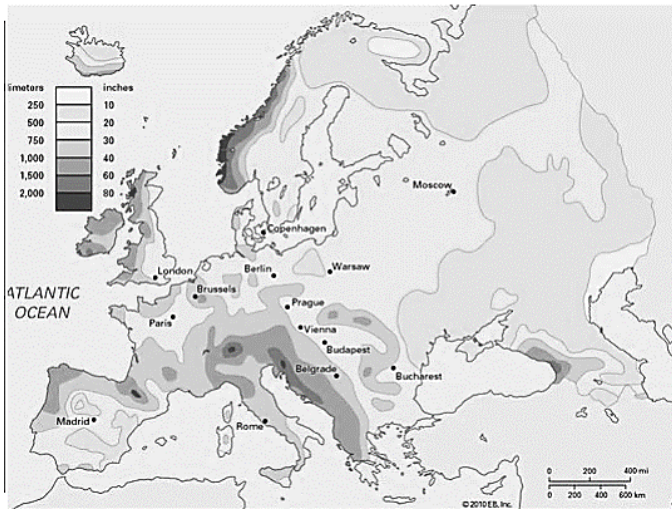 limeters inches
250 10
500 20
750 30
1,000 40
1,500 60
2,000 80
Moscow
Copenhagen
London
Berlin
Warsaw
ATLANTIC
OCEAN
Brussels
Prague
Paris
Vienna
Budapest
Belgrade
Bucharest
Madrid
Rome
0 200 400 mi
0 200 400 600 km
© 2010 EB, Inc.